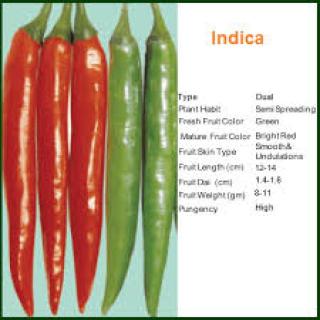 Indica
Type Dual
Plant Habit Semi Spreading
Fresh Fruit Color Green
Mature Fruit Color Bright Red
Fruit Skin Type Smooth& Undulations
Fruit Length (cm) 12-14
Fruit Dai (cm) 1.4-1.6
Fruit Weight (gm) 8-11
Pungency High